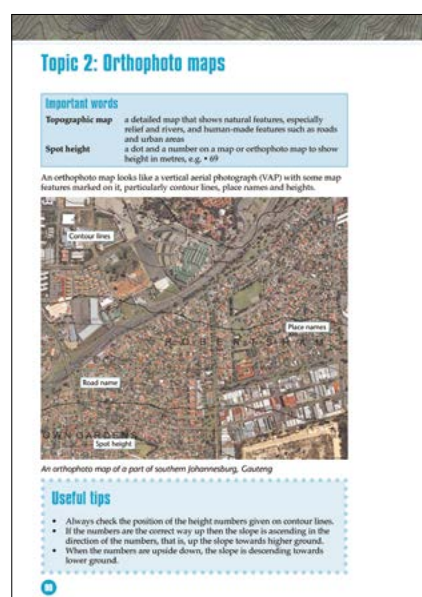 Topic 2: Orthophoto maps
Important words
Topographic map a detailed map that shows natural features, especially
relief and rivers, and human-made features such as roads
and urban areas
Spot height a dot and a number on a map or orthophoto map to show
height in metres, e.g. • 69
An orthophoto map looks like a vertical aerial photograph (VAP) with some map
features marked on it, particularly contour lines, place names and heights.
Contour lines
Place names
ROBERTSHAM
Road name
OWN GARDENS
Spot height
An orthophoto map of a part of southern Johannesburg, Gauteng
Useful tips
• Always check the position of the height numbers given on contour lines.
• If the numbers are the correct way up then the slope is ascending in the
direction of the numbers, that is, up the slope towards higher ground.
• When the numbers are upside down, the slope is descending towards
lower ground.